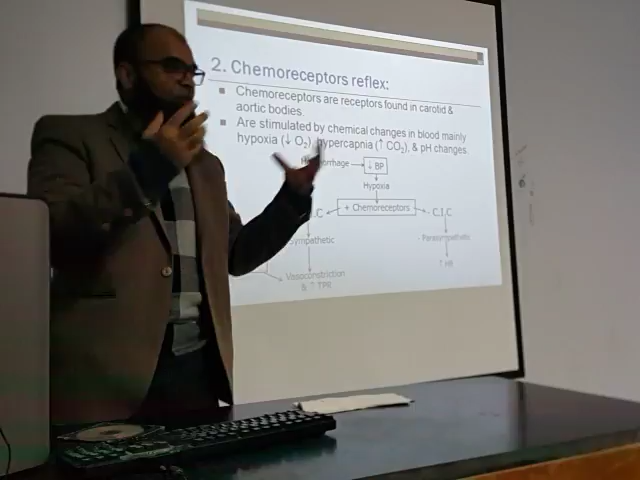 2. Chemoreceptors reflex:
Chemoreceptors are receptors found in carotid &
aortic bodies.
Are stimulated by chemical changes in blood mainly
hypoxia (↓ O₂), hypercapnia (↑ CO₂), & pH changes.
↓ BP
Hypoxia
+ Chemoreceptors
- C.I.C
Sympathetic
Parasympathetic
Vasoconstriction
↑ HR
& ↑ TPR